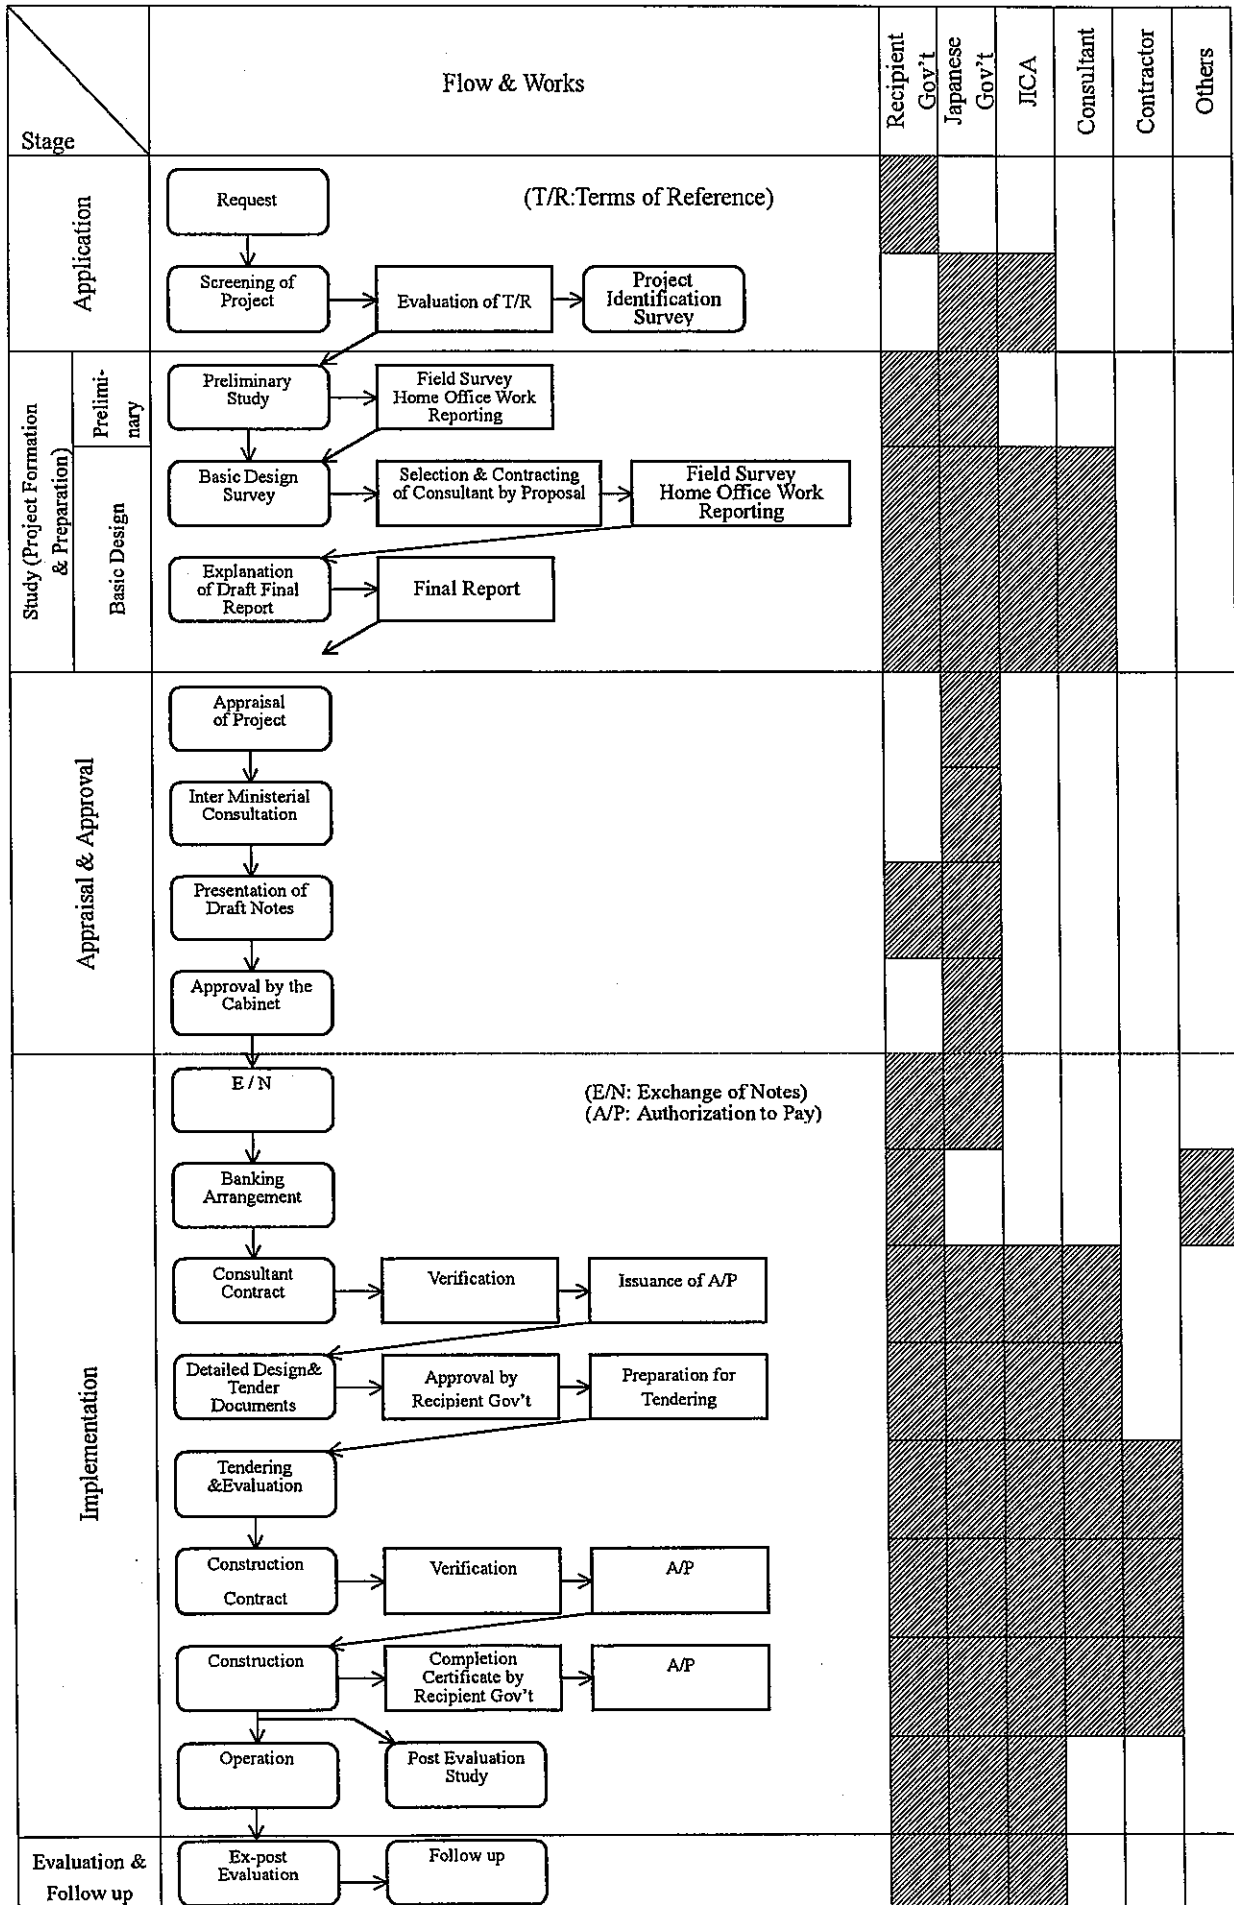 Stage
Flow & Works
Recipient
Gov't
Japanese
Gov't
JICA
Consultant
Contractor
Others
Application
Request
(T/R:Terms of Reference)
Screening of
Project
Evaluation of T/R
Project
Identification
Survey
Study (Project Formation
& Preparation)
Prelimi-
nary
Preliminary
Study
Field Survey
Home Office Work
Reporting
Basic Design
Basic Design
Survey
Selection & Contracting
of Consultant by Proposal
Field Survey
Home Office Work
Reporting
Explanation
of Draft Final
Report
Final Report
Appraisal & Approval
Appraisal
of Project
Inter Ministerial
Consultation
Presentation of
Draft Notes
Approval by the
Cabinet
Implementation
E / N
(E/N: Exchange of Notes)
(A/P: Authorization to Pay)
Banking
Arrangement
Consultant
Contract
Verification
Issuance of A/P
Detailed Design&
Tender
Documents
Approval by
Recipient Gov't
Preparation for
Tendering
Tendering
&Evaluation
Construction
Contract
Verification
A/P
Construction
Completion
Certificate by
Recipient Gov't
A/P
Operation
Post Evaluation
Study
Evaluation &
Follow up
Ex-post
Evaluation
Follow up